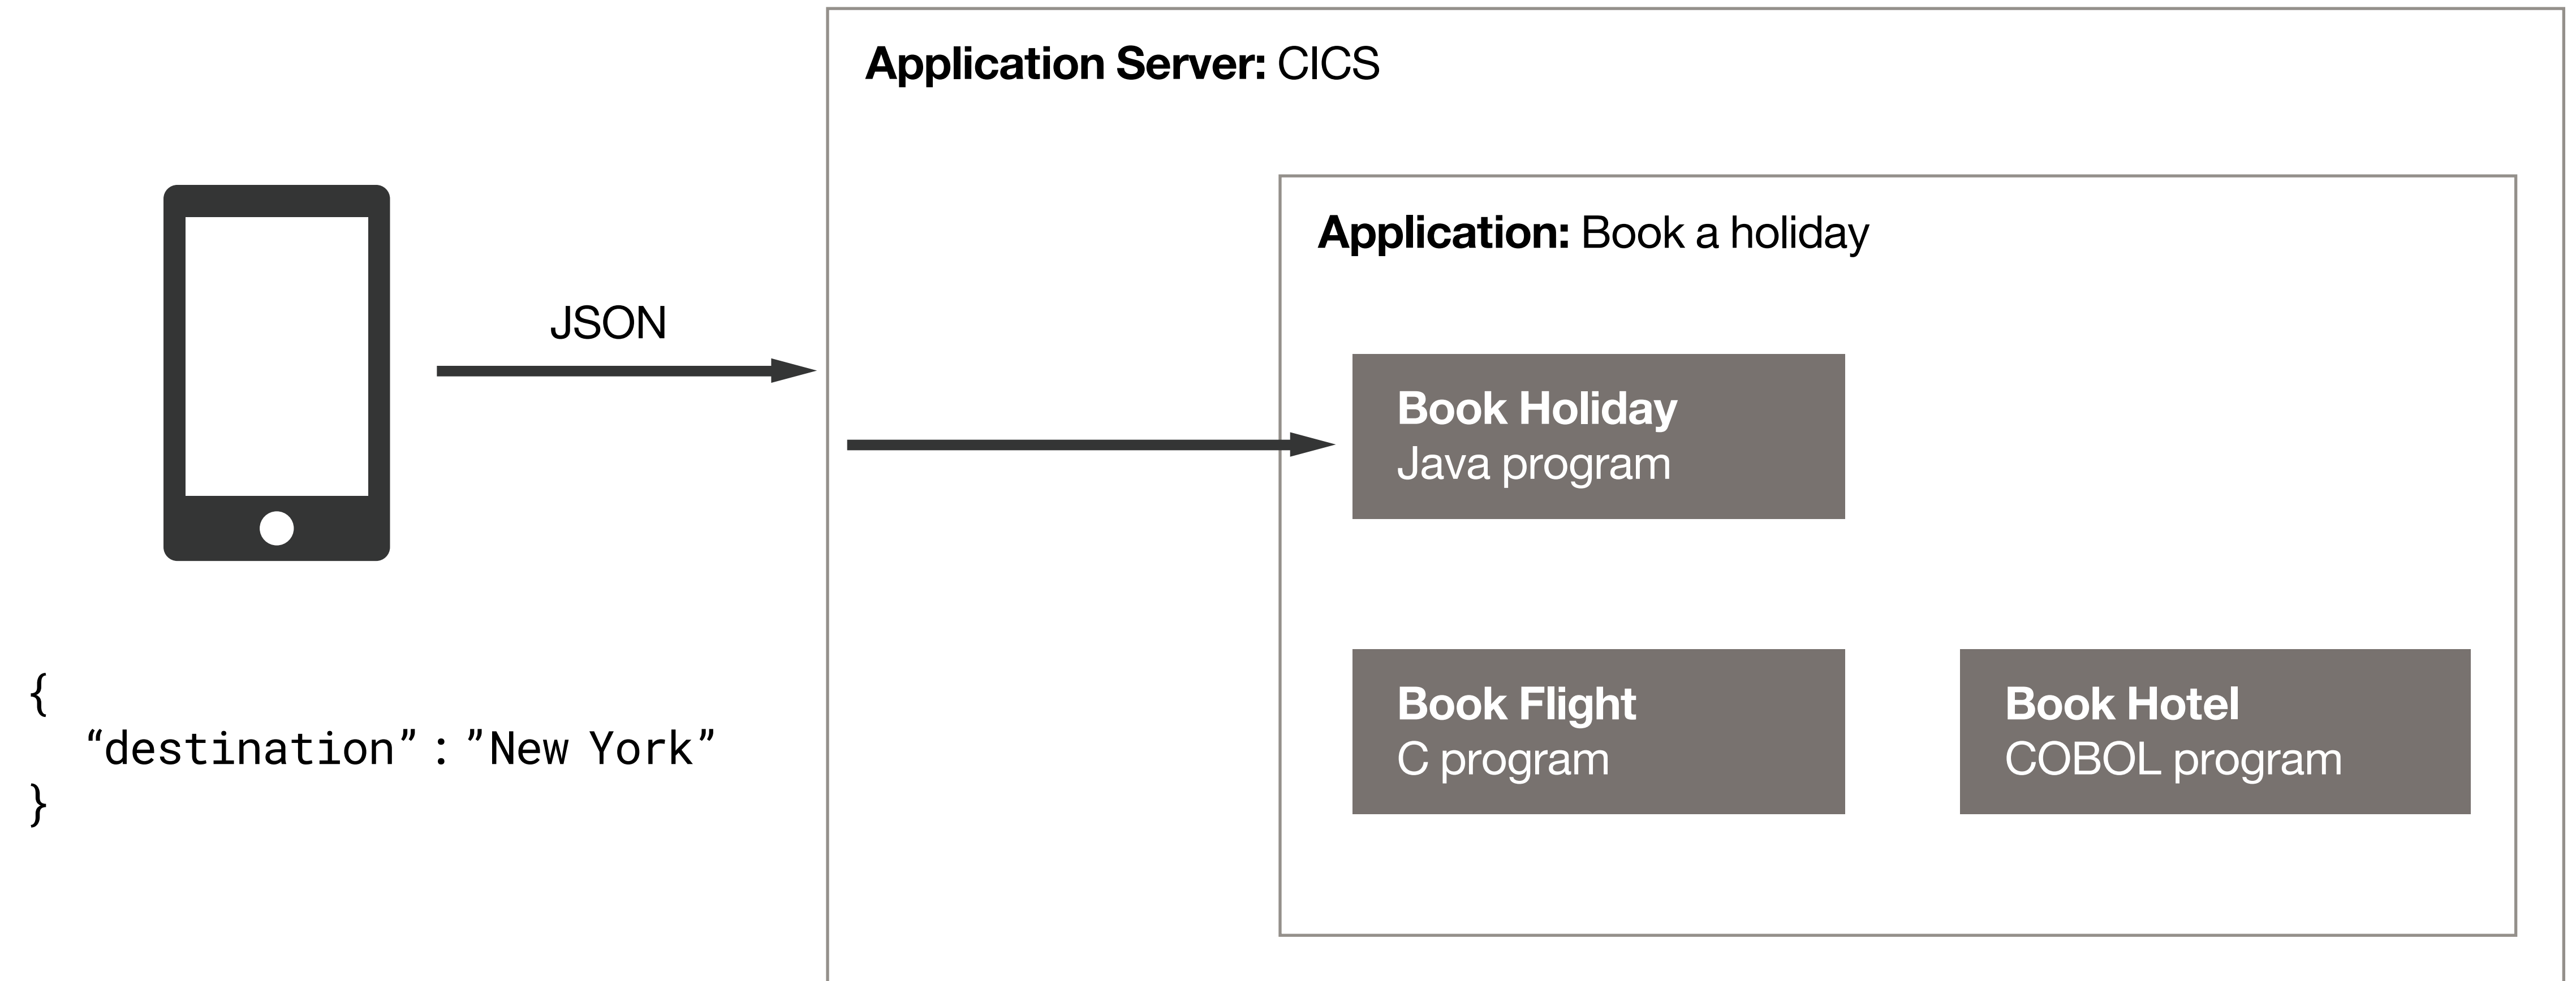 Application Server: CICS
Application: Book a holiday
JSON
Book Holiday
Java program
{
“destination” : ”New York”
}
Book Flight
C program
Book Hotel
COBOL program